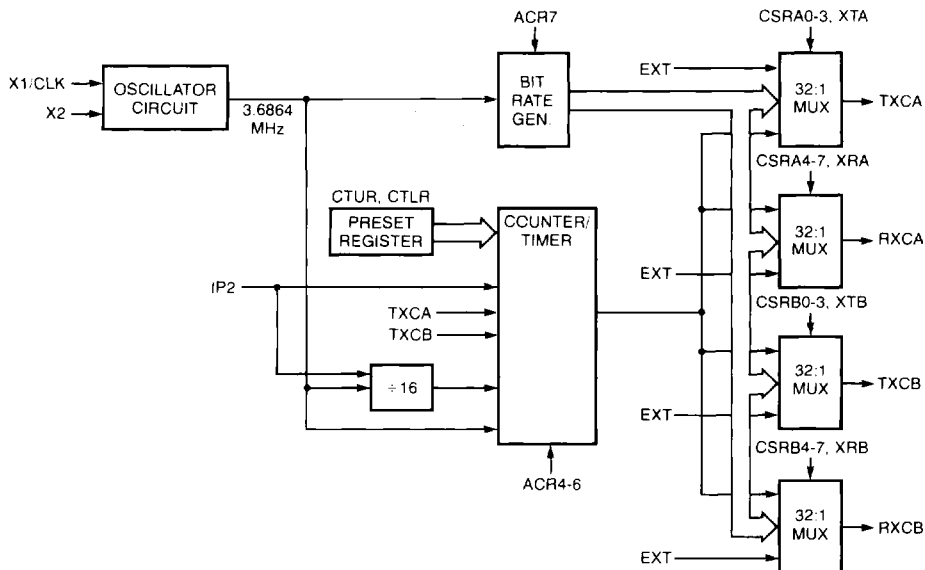 ACR7
CSRA0-3, XTA
X1/CLK
X2
OSCILLATOR
CIRCUIT
3.6864
MHz
BIT
RATE
GEN.
EXT
32:1
MUX
TXCA
CSRA4-7, XRA
CTUR, CTLR
PRESET
REGISTER
CCUNTER/
TIMER
32:1
MUX
RXCA
EXT
IP2
TXCA
TXCB
CSRB0-3, XTB
÷16
32:1
MUX
TXCB
EXT
CSRB4-7, XRB
ACR4-6
32:1
MUX
RXCB
EXT